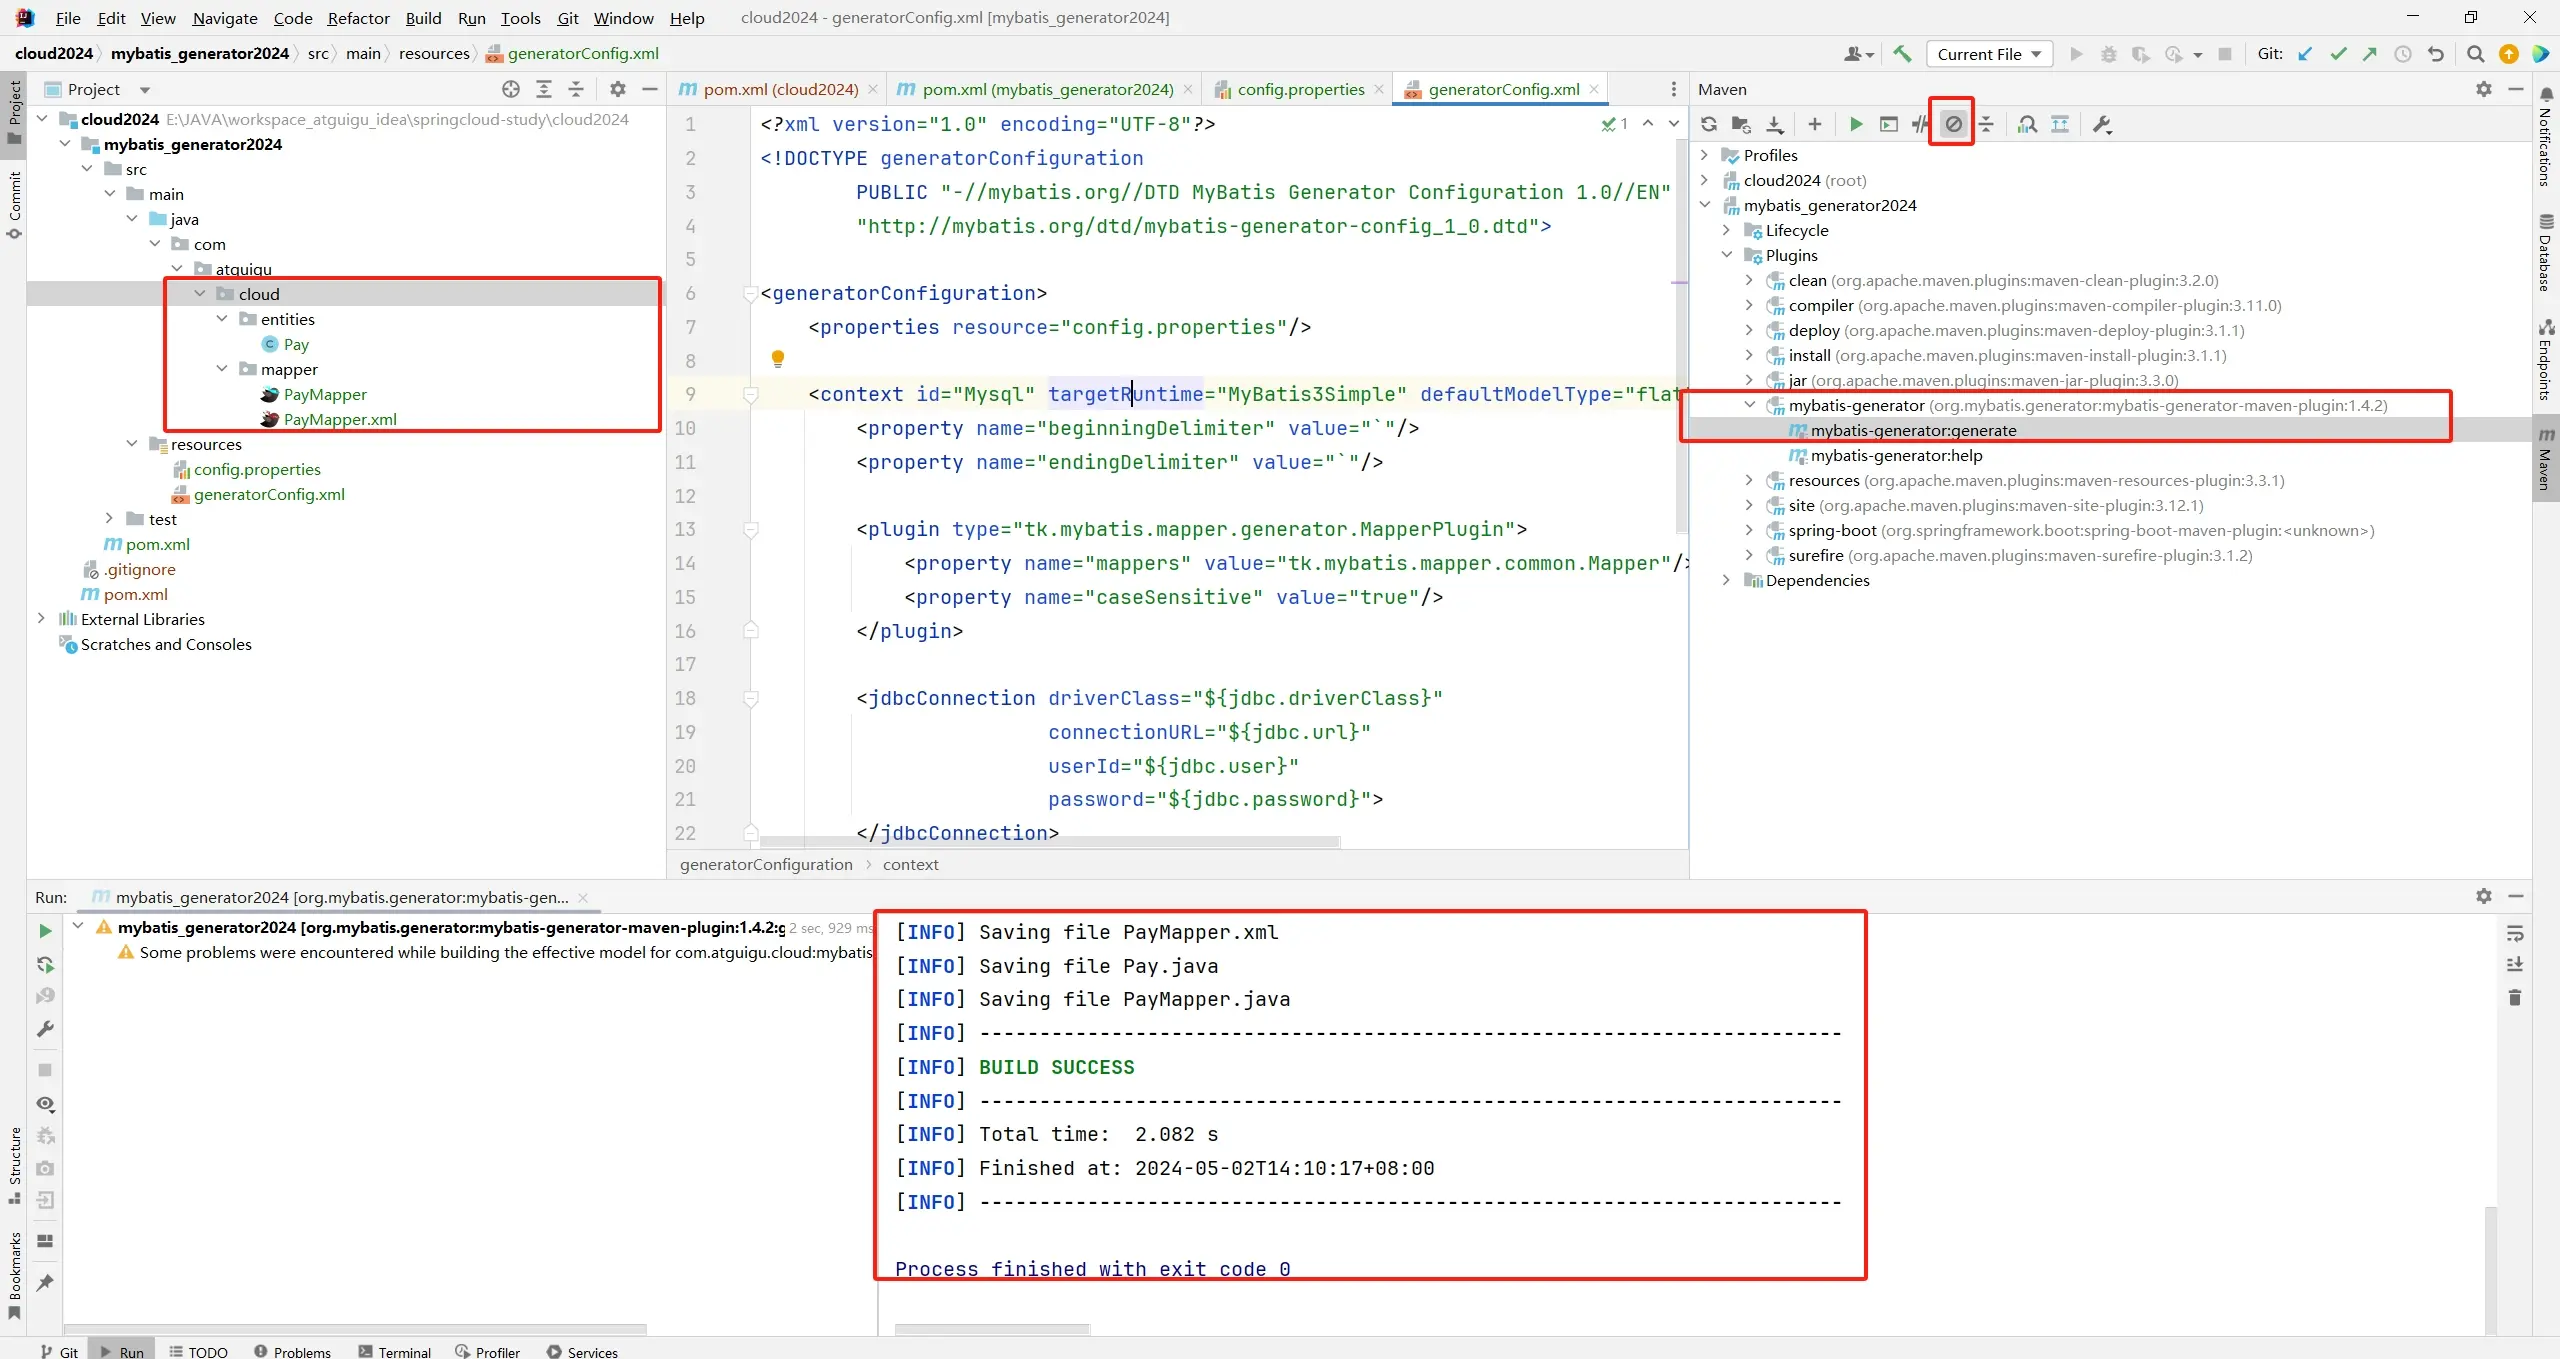 File Edit View Navigate Code Refactor Build Run Tools Git Window Help cloud2024 - generatorConfig.xml [mybatis_generator2024]
cloud2024 mybatis_generator2024 src main resources generatorConfig.xml Current File Git:
Project
Project
cloud2024 E:\JAVA\workspace_atguigu_idea\springcloud-study\cloud2024
mybatis_generator2024
src
main
java
com
atguigu
cloud
entities
Pay
mapper
PayMapper
PayMapper.xml
resources
config.properties
generatorConfig.xml
test
pom.xml
.gitignore
pom.xml
External Libraries
Scratches and Consoles
Commit
Structure
Bookmarks
pom.xml (cloud2024) pom.xml (mybatis_generator2024) config.properties generatorConfig.xml
1 <?xml version="1.0" encoding="UTF-8"?> 1
2 <!DOCTYPE generatorConfiguration
3 PUBLIC "-//mybatis.org//DTD MyBatis Generator Configuration 1.0//EN"
4 "http://mybatis.org/dtd/mybatis-generator-config_1_0.dtd">
5
6 <generatorConfiguration>
7 <properties resource="config.properties"/>
8
9 <context id="Mysql" targetRuntime="MyBatis3Simple" defaultModelType="flat
10 <property name="beginningDelimiter" value="`"/>
11 <property name="endingDelimiter" value="`"/>
12
13 <plugin type="tk.mybatis.mapper.generator.MapperPlugin">
14 <property name="mappers" value="tk.mybatis.mapper.common.Mapper"/>
15 <property name="caseSensitive" value="true"/>
16 </plugin>
17
18 <jdbcConnection driverClass="${jdbc.driverClass}"
19 connectionURL="${jdbc.url}"
20 userId="${jdbc.user}"
21 password="${jdbc.password}">
22 </jdbcConnection>
generatorConfiguration context
Maven
Profiles
cloud2024 (root)
mybatis_generator2024
Lifecycle
Plugins
clean (org.apache.maven.plugins:maven-clean-plugin:3.2.0)
compiler (org.apache.maven.plugins:maven-compiler-plugin:3.11.0)
deploy (org.apache.maven.plugins:maven-deploy-plugin:3.1.1)
install (org.apache.maven.plugins:maven-install-plugin:3.1.1)
jar (org.apache.maven.plugins:maven-jar-plugin:3.3.0)
mybatis-generator (org.mybatis.generator:mybatis-generator-maven-plugin:1.4.2)
mybatis-generator:generate
mybatis-generator:help
resources (org.apache.maven.plugins:maven-resources-plugin:3.3.1)
site (org.apache.maven.plugins:maven-site-plugin:3.12.1)
spring-boot (org.springframework.boot:spring-boot-maven-plugin:<unknown>)
surefire (org.apache.maven.plugins:maven-surefire-plugin:3.1.2)
Dependencies
Notifications
Database
Endpoints
Maven
Run: mybatis_generator2024 [org.mybatis.generator:mybatis-gen...
mybatis_generator2024 [org.mybatis.generator:mybatis-generator-maven-plugin:1.4.2:g 2 sec, 929 ms
Some problems were encountered while building the effective model for com.atguigu.cloud:mybatis
[INFO] Saving file PayMapper.xml
[INFO] Saving file Pay.java
[INFO] Saving file PayMapper.java
[INFO] ------------------------------------------------------------------------
[INFO] BUILD SUCCESS
[INFO] ------------------------------------------------------------------------
[INFO] Total time:  2.082 s
[INFO] Finished at: 2024-05-02T14:10:17+08:00
[INFO] ------------------------------------------------------------------------
Process finished with exit code 0
Git Run TODO Problems Terminal Profiler Services